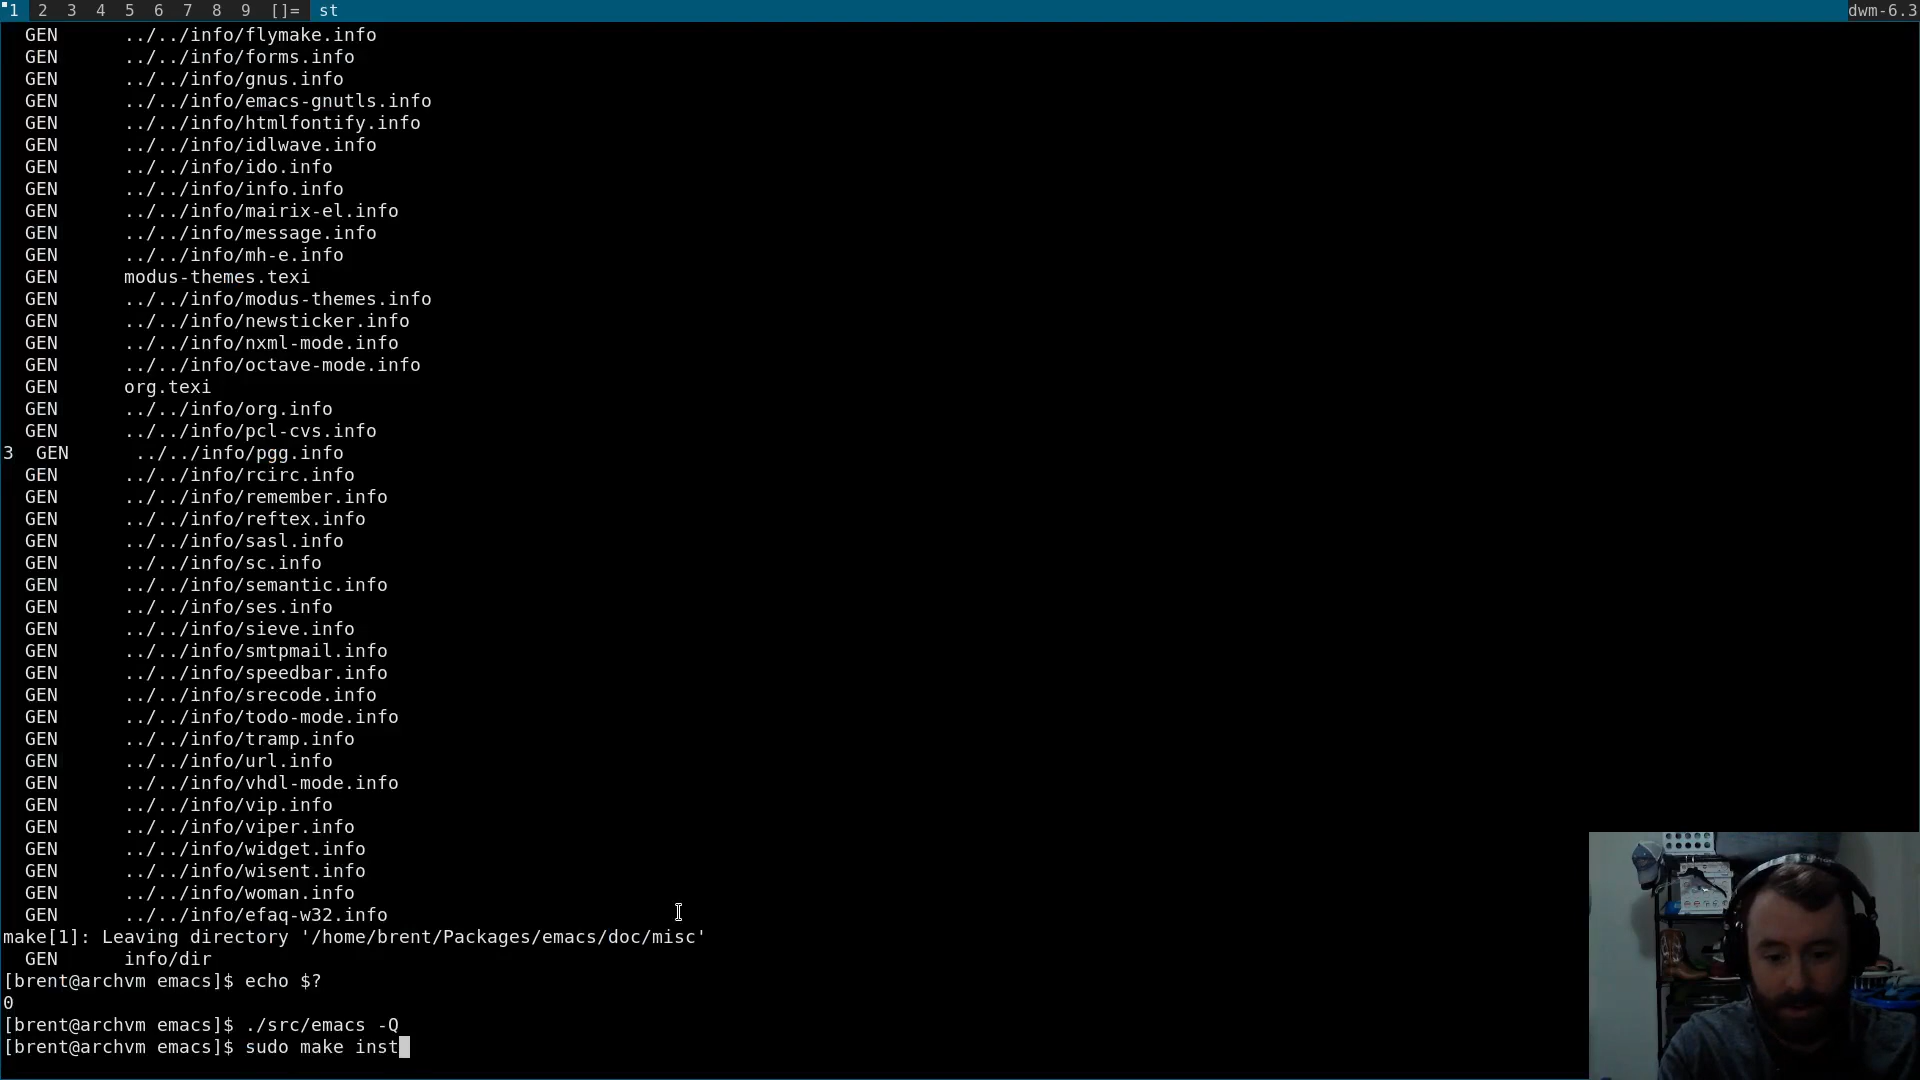 1 2 3 4 5 6 7 8 9 []= st dwm-6.3
GEN ../../info/flymake.info
GEN ../../info/forms.info
GEN ../../info/gnus.info
GEN ../../info/emacs-gnutls.info
GEN ../../info/htmlfontify.info
GEN ../../info/idlwave.info
GEN ../../info/ido.info
GEN ../../info/info.info
GEN ../../info/mairix-el.info
GEN ../../info/message.info
GEN ../../info/mh-e.info
GEN modus-themes.texi
GEN ../../info/modus-themes.info
GEN ../../info/newsticker.info
GEN ../../info/nxml-mode.info
GEN ../../info/octave-mode.info
GEN org.texi
GEN ../../info/org.info
GEN ../../info/pcl-cvs.info
3 GEN ../../info/pgg.info
GEN ../../info/rcirc.info
GEN ../../info/remember.info
GEN ../../info/reftex.info
GEN ../../info/sasl.info
GEN ../../info/sc.info
GEN ../../info/semantic.info
GEN ../../info/ses.info
GEN ../../info/sieve.info
GEN ../../info/smtpmail.info
GEN ../../info/speedbar.info
GEN ../../info/srecode.info
GEN ../../info/todo-mode.info
GEN ../../info/tramp.info
GEN ../../info/url.info
GEN ../../info/vhdl-mode.info
GEN ../../info/vip.info
GEN ../../info/viper.info
GEN ../../info/widget.info
GEN ../../info/wisent.info
GEN ../../info/woman.info
GEN ../../info/efaq-w32.info
make[1]: Leaving directory '/home/brent/Packages/emacs/doc/misc'
GEN info/dir
[brent@archvm emacs]$ echo $?
0
[brent@archvm emacs]$ ./src/emacs -Q
[brent@archvm emacs]$ sudo make inst